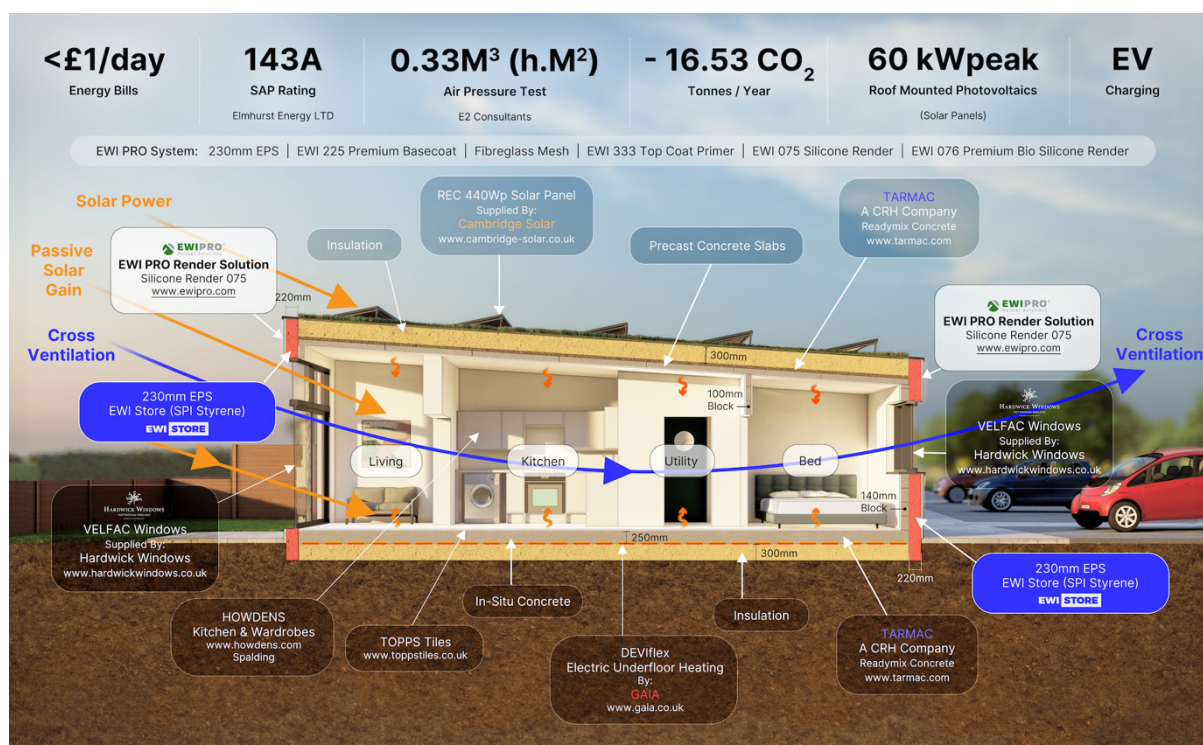 <£1/day
Energy Bills
143A
SAP Rating
Elmhurst Energy LTD
0.33M³ (h.M²)
Air Pressure Test
E2 Consultants
- 16.53 CO₂
Tonnes / Year
60 kWpeak
Roof Mounted Photovoltaics
(Solar Panels)
EV
Charging
EWI PRO System: 230mm EPS | EWI 225 Premium Basecoat | Fibreglass Mesh | EWI 333 Top Coat Primer | EWI 075 Silicone Render | EWI 076 Premium Bio Silicone Render
Solar Power
Passive
Solar
Gain
Cross
Ventilation
EWIPRO
Render Solutions
EWI PRO Render Solution
Silicone Render 075
www.ewipro.com
220mm
Insulation
REC 440Wp Solar Panel
Supplied By:
Cambridge Solar
www.cambridge-solar.co.uk
Precast Concrete Slabs
TARMAC
A CRH Company
Readymix Concrete
www.tarmac.com
EWIPRO
Render Solutions
EWI PRO Render Solution
Silicone Render 075
www.ewipro.com
Cross
Ventilation
300mm
100mm
Block
230mm EPS
EWI Store (SPI Styrene)
EWI STORE
Living
Kitchen
Utility
Bed
HARDWICK WINDOWS
VELFAC Windows
Supplied By:
Hardwick Windows
www.hardwickwindows.co.uk
140mm
Block
HARDWICK WINDOWS
VELFAC Windows
Supplied By:
Hardwick Windows
www.hardwickwindows.co.uk
250mm
300mm
220mm
230mm EPS
EWI Store (SPI Styrene)
EWI STORE
HOWDENS
Kitchen & Wardrobes
www.howdens.com
Spalding
TOPPS Tiles
www.toppstiles.co.uk
In-Situ Concrete
DEVIflex
Electric Underfloor Heating
By:
GAIA
www.gaia.co.uk
Insulation
TARMAC
A CRH Company
Readymix Concrete
www.tarmac.com